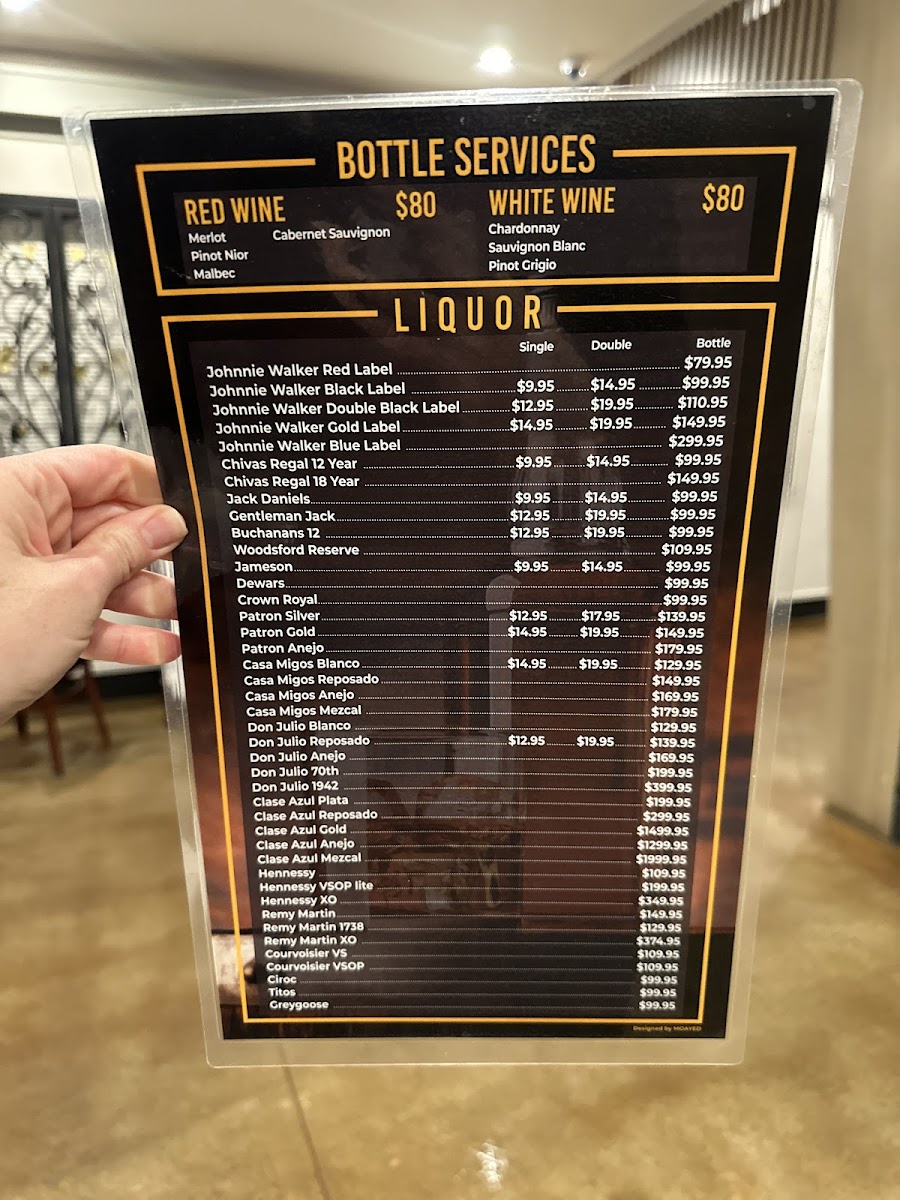 BOTTLE SERVICES
RED WINE $80
Merlot Cabernet Sauvignon
Pinot Nior
Malbec
WHITE WINE $80
Chardonnay
Sauvignon Blanc
Pinot Grigio
LIQUOR
Single Double Bottle
Johnnie Walker Red Label $79.95
Johnnie Walker Black Label $9.95 $14.95 $99.95
Johnnie Walker Double Black Label $12.95 $19.95 $110.95
Johnnie Walker Gold Label $14.95 $19.95 $149.95
Johnnie Walker Blue Label $299.95
Chivas Regal 12 Year $9.95 $14.95 $99.95
Chivas Regal 18 Year $149.95
Jack Daniels $9.95 $14.95 $99.95
Gentleman Jack $12.95 $19.95 $99.95
Buchanans 12 $12.95 $19.95 $99.95
Woodsford Reserve $109.95
Jameson $9.95 $14.95 $99.95
Dewars $99.95
Crown Royal $99.95
Patron Silver $12.95 $17.95 $139.95
Patron Gold $14.95 $19.95 $149.95
Patron Anejo $179.95
Casa Migos Blanco $14.95 $19.95 $129.95
Casa Migos Reposado $149.95
Casa Migos Anejo $169.95
Casa Migos Mezcal $179.95
Don Julio Blanco $129.95
Don Julio Reposado $12.95 $19.95 $139.95
Don Julio Anejo $169.95
Don Julio 70th $199.95
Don Julio 1942 $399.95
Clase Azul Plata $199.95
Clase Azul Reposado $299.95
Clase Azul Gold $1499.95
Clase Azul Anejo $1299.95
Clase Azul Mezcal $1999.95
Hennessy $109.95
Hennessy VSOP lite $199.95
Hennessy XO $349.95
Remy Martin $149.95
Remy Martin 1738 $129.95
Remy Martin XO $374.95
Courvoisier VS $109.95
Courvoisier VSOP $109.95
Ciroc $99.95
Titos $99.95
Greygoose $99.95
Designed by MOAYED